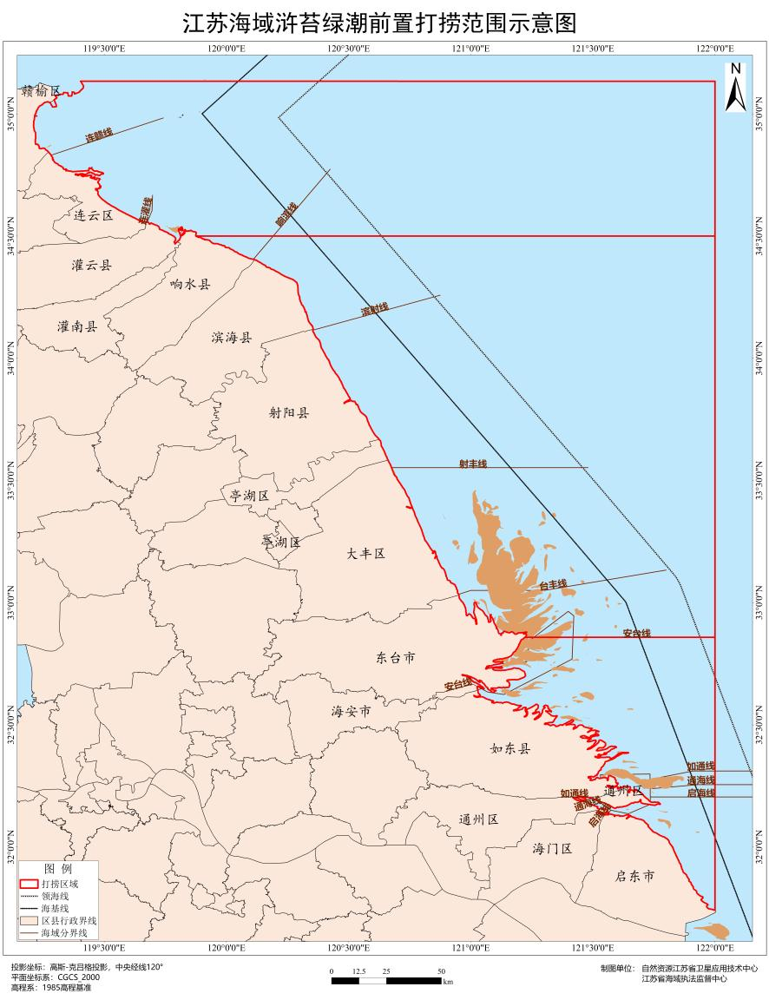 江苏海域浒苔绿潮前置打捞范围示意图
119°30'0"E 120°00'0"E 120°30'0"E 121°00'0"E 121°30'0"E 122°00'0"E
N
赣榆区
35°0'0"N 35°0'0"N
连赣线
连云区
连灌线
响滨线
34°30'0"N 34°30'0"N
灌云县
响水县
滨射线
灌南县
滨海县
34°0'0"N 34°0'0"N
射阳县
射丰线
33°30'0"N 33°30'0"N
亭湖区
亭湖区
大丰区
台丰线
33°0'0"N 33°0'0"N
安台线
东台市
安台线
海安市
32°30'0"N 32°30'0"N
如东县
如通线
通海线
启海线
如通线
通州区
通海线
启海线
通州区
海门区
32°0'0"N 32°0'0"N
启东市
图 例
打捞区域
领海线
海基线
区县行政界线
海域分界线
119°30'0"E 120°00'0"E 120°30'0"E 121°00'0"E 121°30'0"E 122°00'0"E
投影坐标：高斯-克吕格投影，中央经线120°
平面坐标系：CGCS_2000
高程系：1985高程基准
0 12.5 25 50
km
制图单位： 自然资源江苏省卫星应用技术中心
江苏省海域执法监督中心